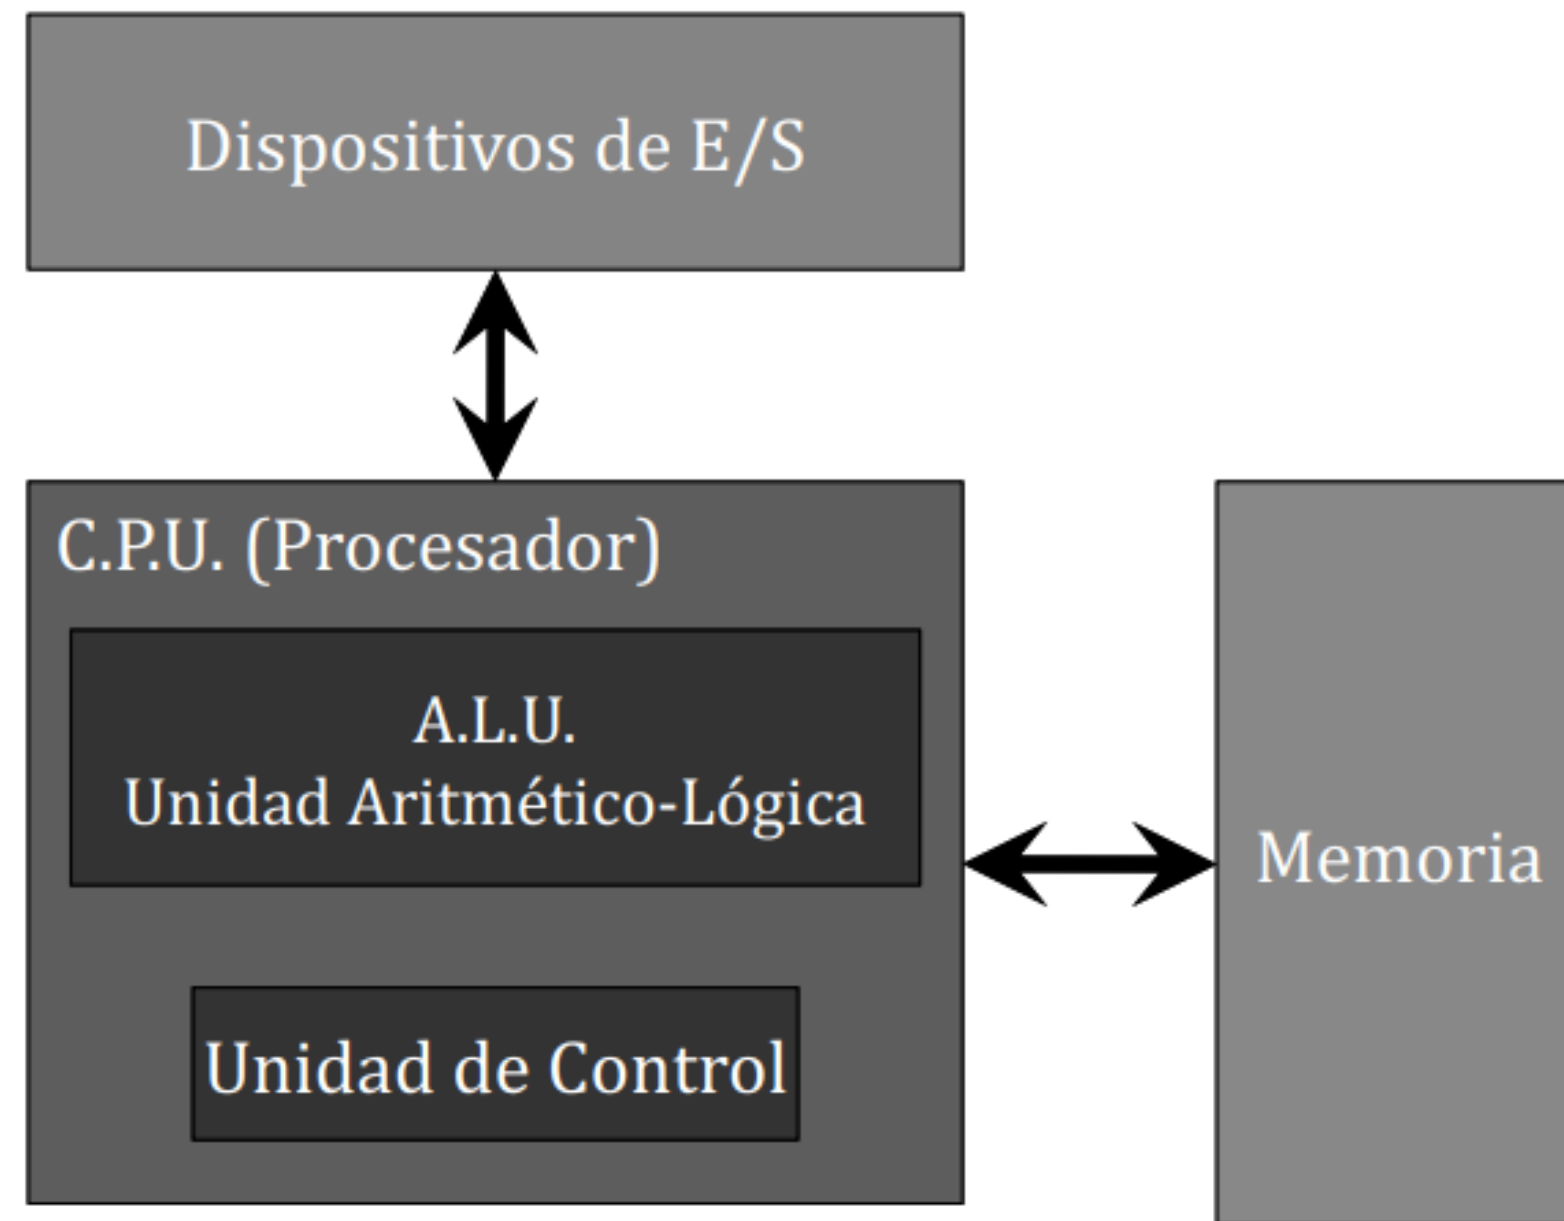 Dispositivos de E/S
C.P.U. (Procesador)
A.L.U.
Unidad Aritmético-Lógica
Memoria
Unidad de Control